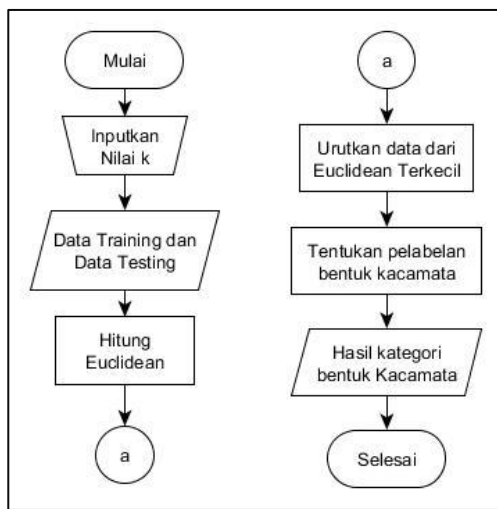 Mulai
Inputkan
Nilai k
Data Training dan
Data Testing
Hitung
Euclidean
a
a
Urutkan data dari
Euclidean Terkecil
Tentukan pelabelan
bentuk kacamata
Hasil kategori
bentuk Kacamata
Selesai